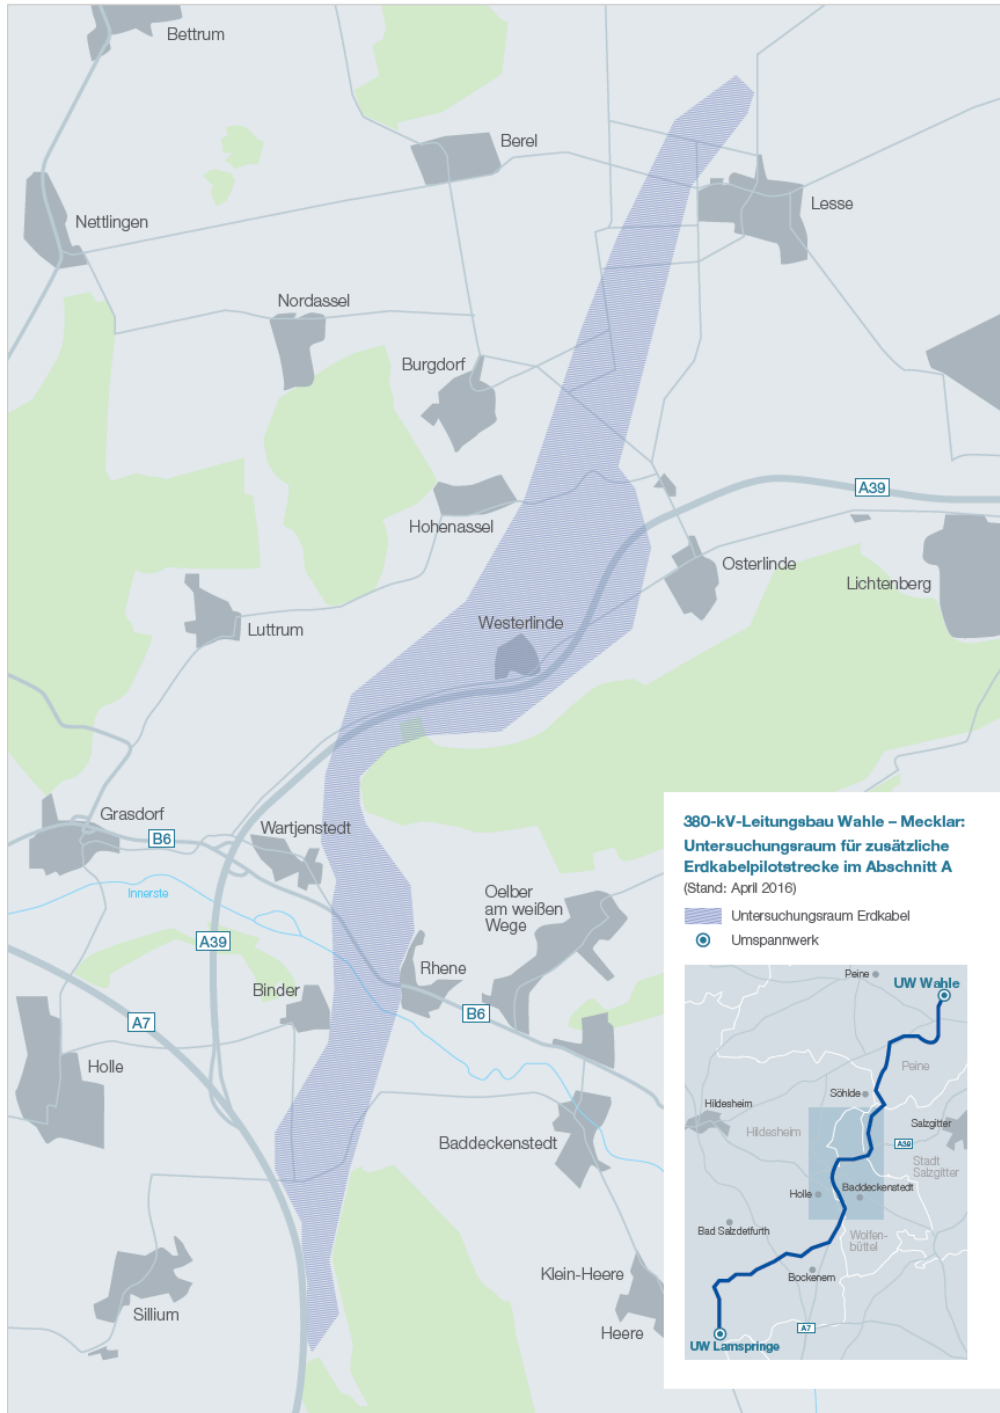 Bettrum
Berel
Lesse
Nettlingen
Nordassel
Burgdorf
A39
Hohenassel
Osterlinde
Lichtenberg
Luttrum
Westerlinde
Grasdorf
B6
Wartjenstedt
Innerste
Oelber
am weißen
Wege
A39
Rhene
Binder
B6
A7
Holle
Baddeckenstedt
Klein-Heere
Sillium
Heere
380-kV-Leitungsbau Wahle – Mecklar:
Untersuchungsraum für zusätzliche
Erdkabelpilotstrecke im Abschnitt A
(Stand: April 2016)
Untersuchungsraum Erdkabel
Umspannwerk
Peine
UW Wahle
Peine
Söhlde
Hildesheim
Salzgitter
Hildesheim
A39
Stadt
Salzgitter
Holle
Baddeckenstedt
Bad Salzdetfurth
Wolfen-
büttel
Bockenem
A7
UW Lamspringe